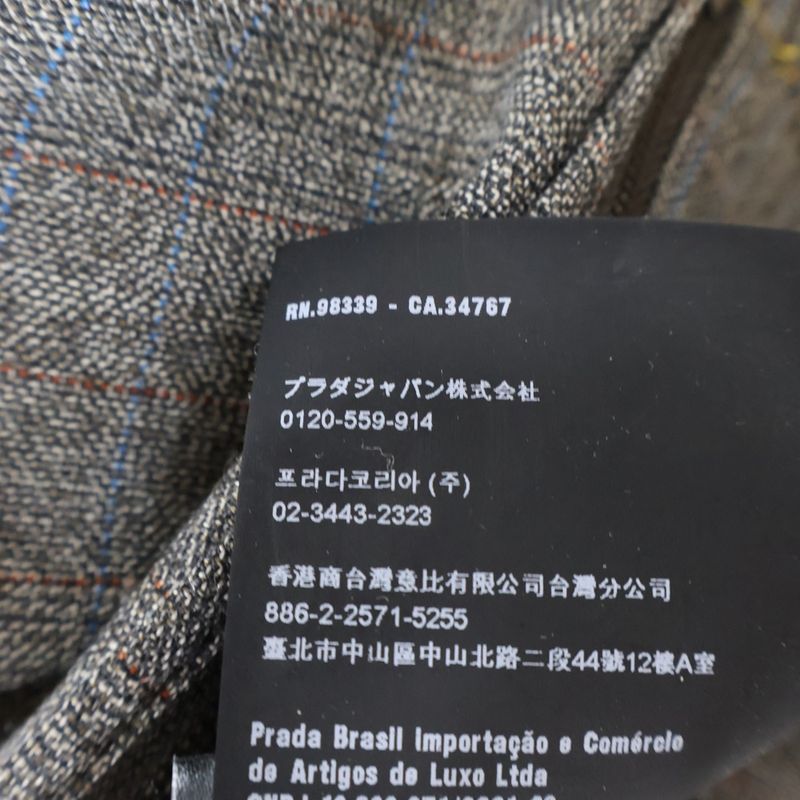 RN.98339 - CA.34767
プラダジャパン株式会社
0120-559-914
프라다코리아 (주)
02-3443-2323
香港商台灣意比有限公司台灣分公司
886-2-2571-5255
臺北市中山區中山北路二段44號12樓A室
Prada Brasil Importação e Comércio
de Artigos de Luxo Ltda